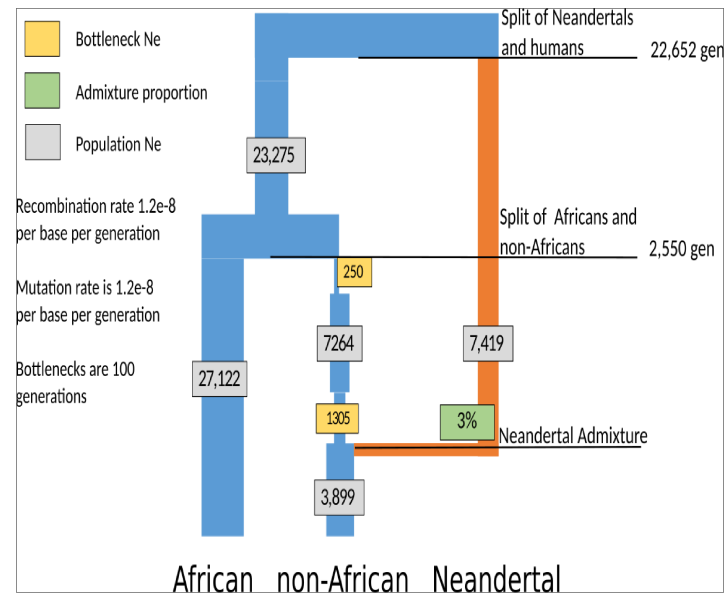 Bottleneck Ne
Admixture proportion
Population Ne
Split of Neandertals
and humans
22,652 gen
23,275
Recombination rate 1.2e-8
per base per generation
Split of Africans and
non-Africans
2,550 gen
250
Mutation rate is 1.2e-8
per base per generation
7264
7,419
Bottlenecks are 100
generations
27,122
1305
3%
Neandertal Admixture
3,899
African non-African Neandertal